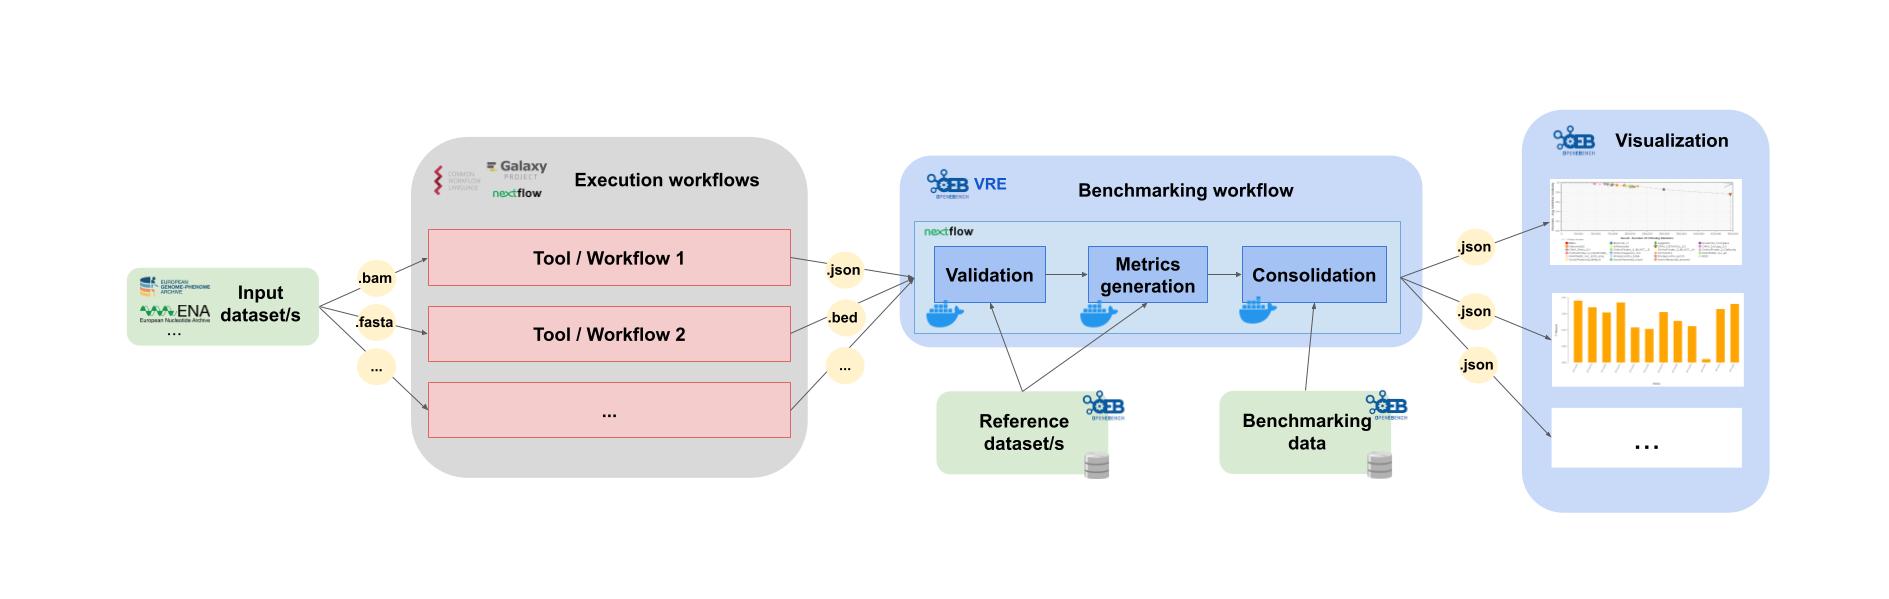 EUROPEAN
GENOME-PHENOME
ARCHIVE
ENA
European Nucleotide Archive
...
Input
dataset/s
.bam
.fasta
...
COMMON
WORKFLOW
LANGUAGE
Galaxy
PROJECT
nextflow
Execution workflows
Tool / Workflow 1
Tool / Workflow 2
...
.json
.bed
...
OEB
OPENEBENCH
VRE
Benchmarking workflow
nextflow
Validation
Metrics
generation
Consolidation
Reference
dataset/s
OEB
OPENEBENCH
Benchmarking
data
OEB
OPENEBENCH
.json
.json
.json
OEB
OPENEBENCH
Visualization
...